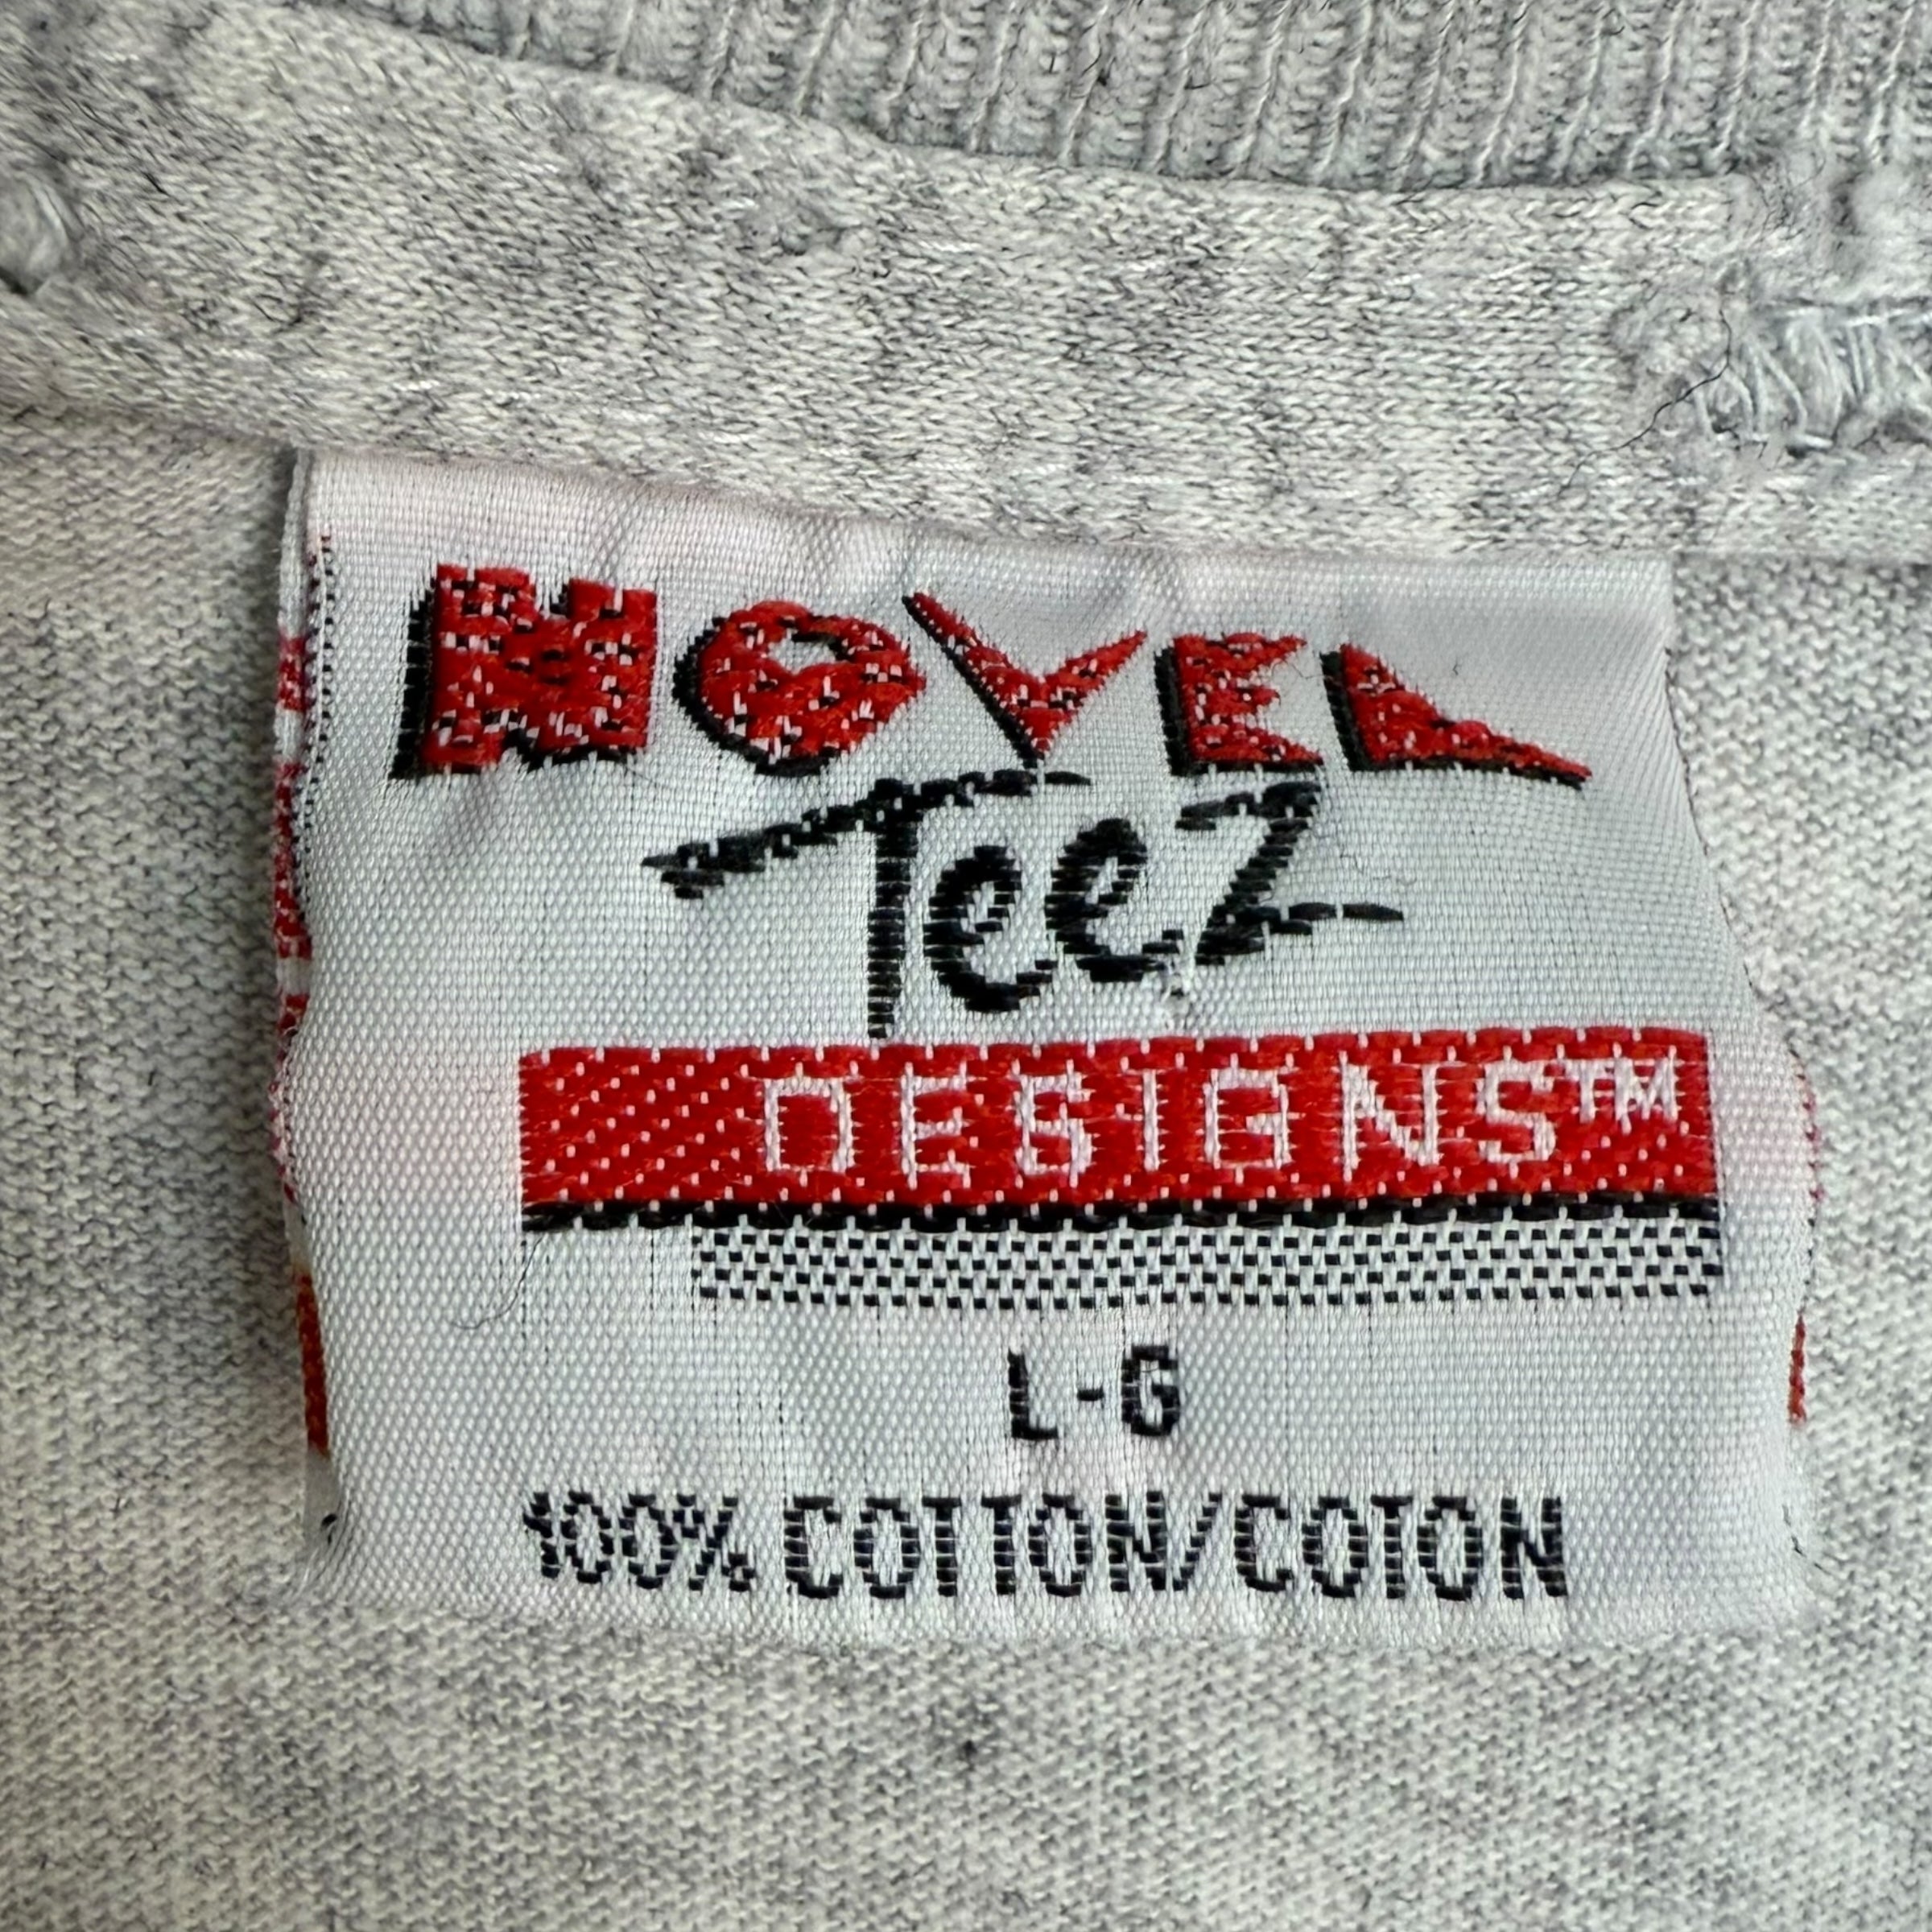 NOVEL
TeeZ
DESIGNS™
L-G
100% COTTON/COTON